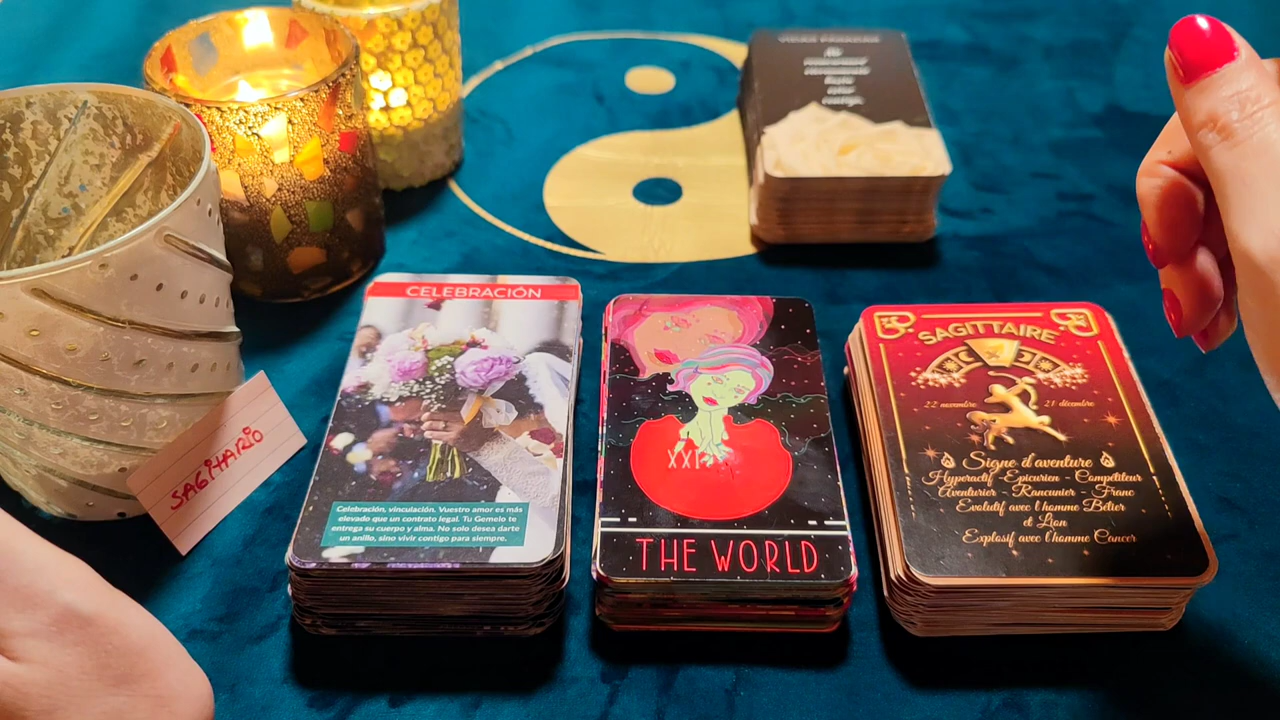 CELEBRACIÓN
Celebración, vinculación. Vuestro amor es más
elevado que un contrato legal. Tu Gemelo te
entrega su cuerpo y alma. No solo desea darte
un anillo, sino vivir contigo para siempre.
SAGITARIO
XXI
THE WORLD
SAGITTAIRE
22 novembre 21 décembre
Signe d'aventure
Hyperactif - Epicurien - Compétiteur
Aventurier - Rancunier - Franc
Evolutif avec l'homme Bélier
et Lion
Explosif avec l'homme Cancer